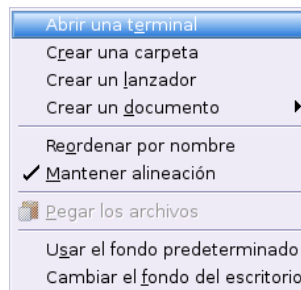 Abrir una terminal
Crear una carpeta
Crear un lanzador
Crear un documento
Reordenar por nombre
Mantener alineación
Pegar los archivos
Usar el fondo predeterminado
Cambiar el fondo del escritorio